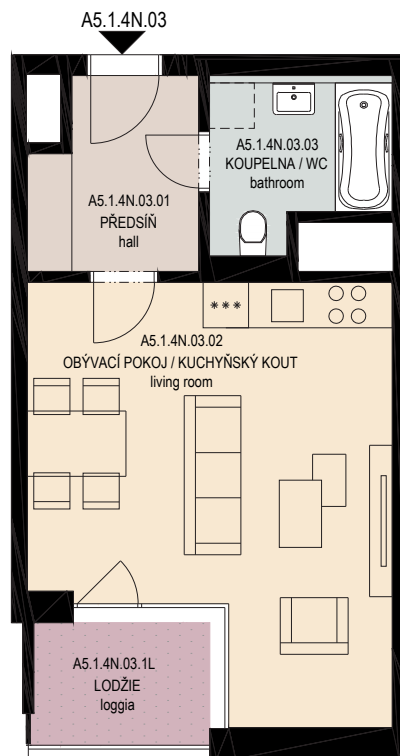 A5.1.4N.03
A5.1.4N.03.03
KOUPELNA / WC
bathroom
A5.1.4N.03.01
PŘEDSÍŇ
hall
***
A5.1.4N.03.02
OBÝVACÍ POKOJ / KUCHYŇSKÝ KOUT
living room
A5.1.4N.03.1L
LODŽIE
loggia